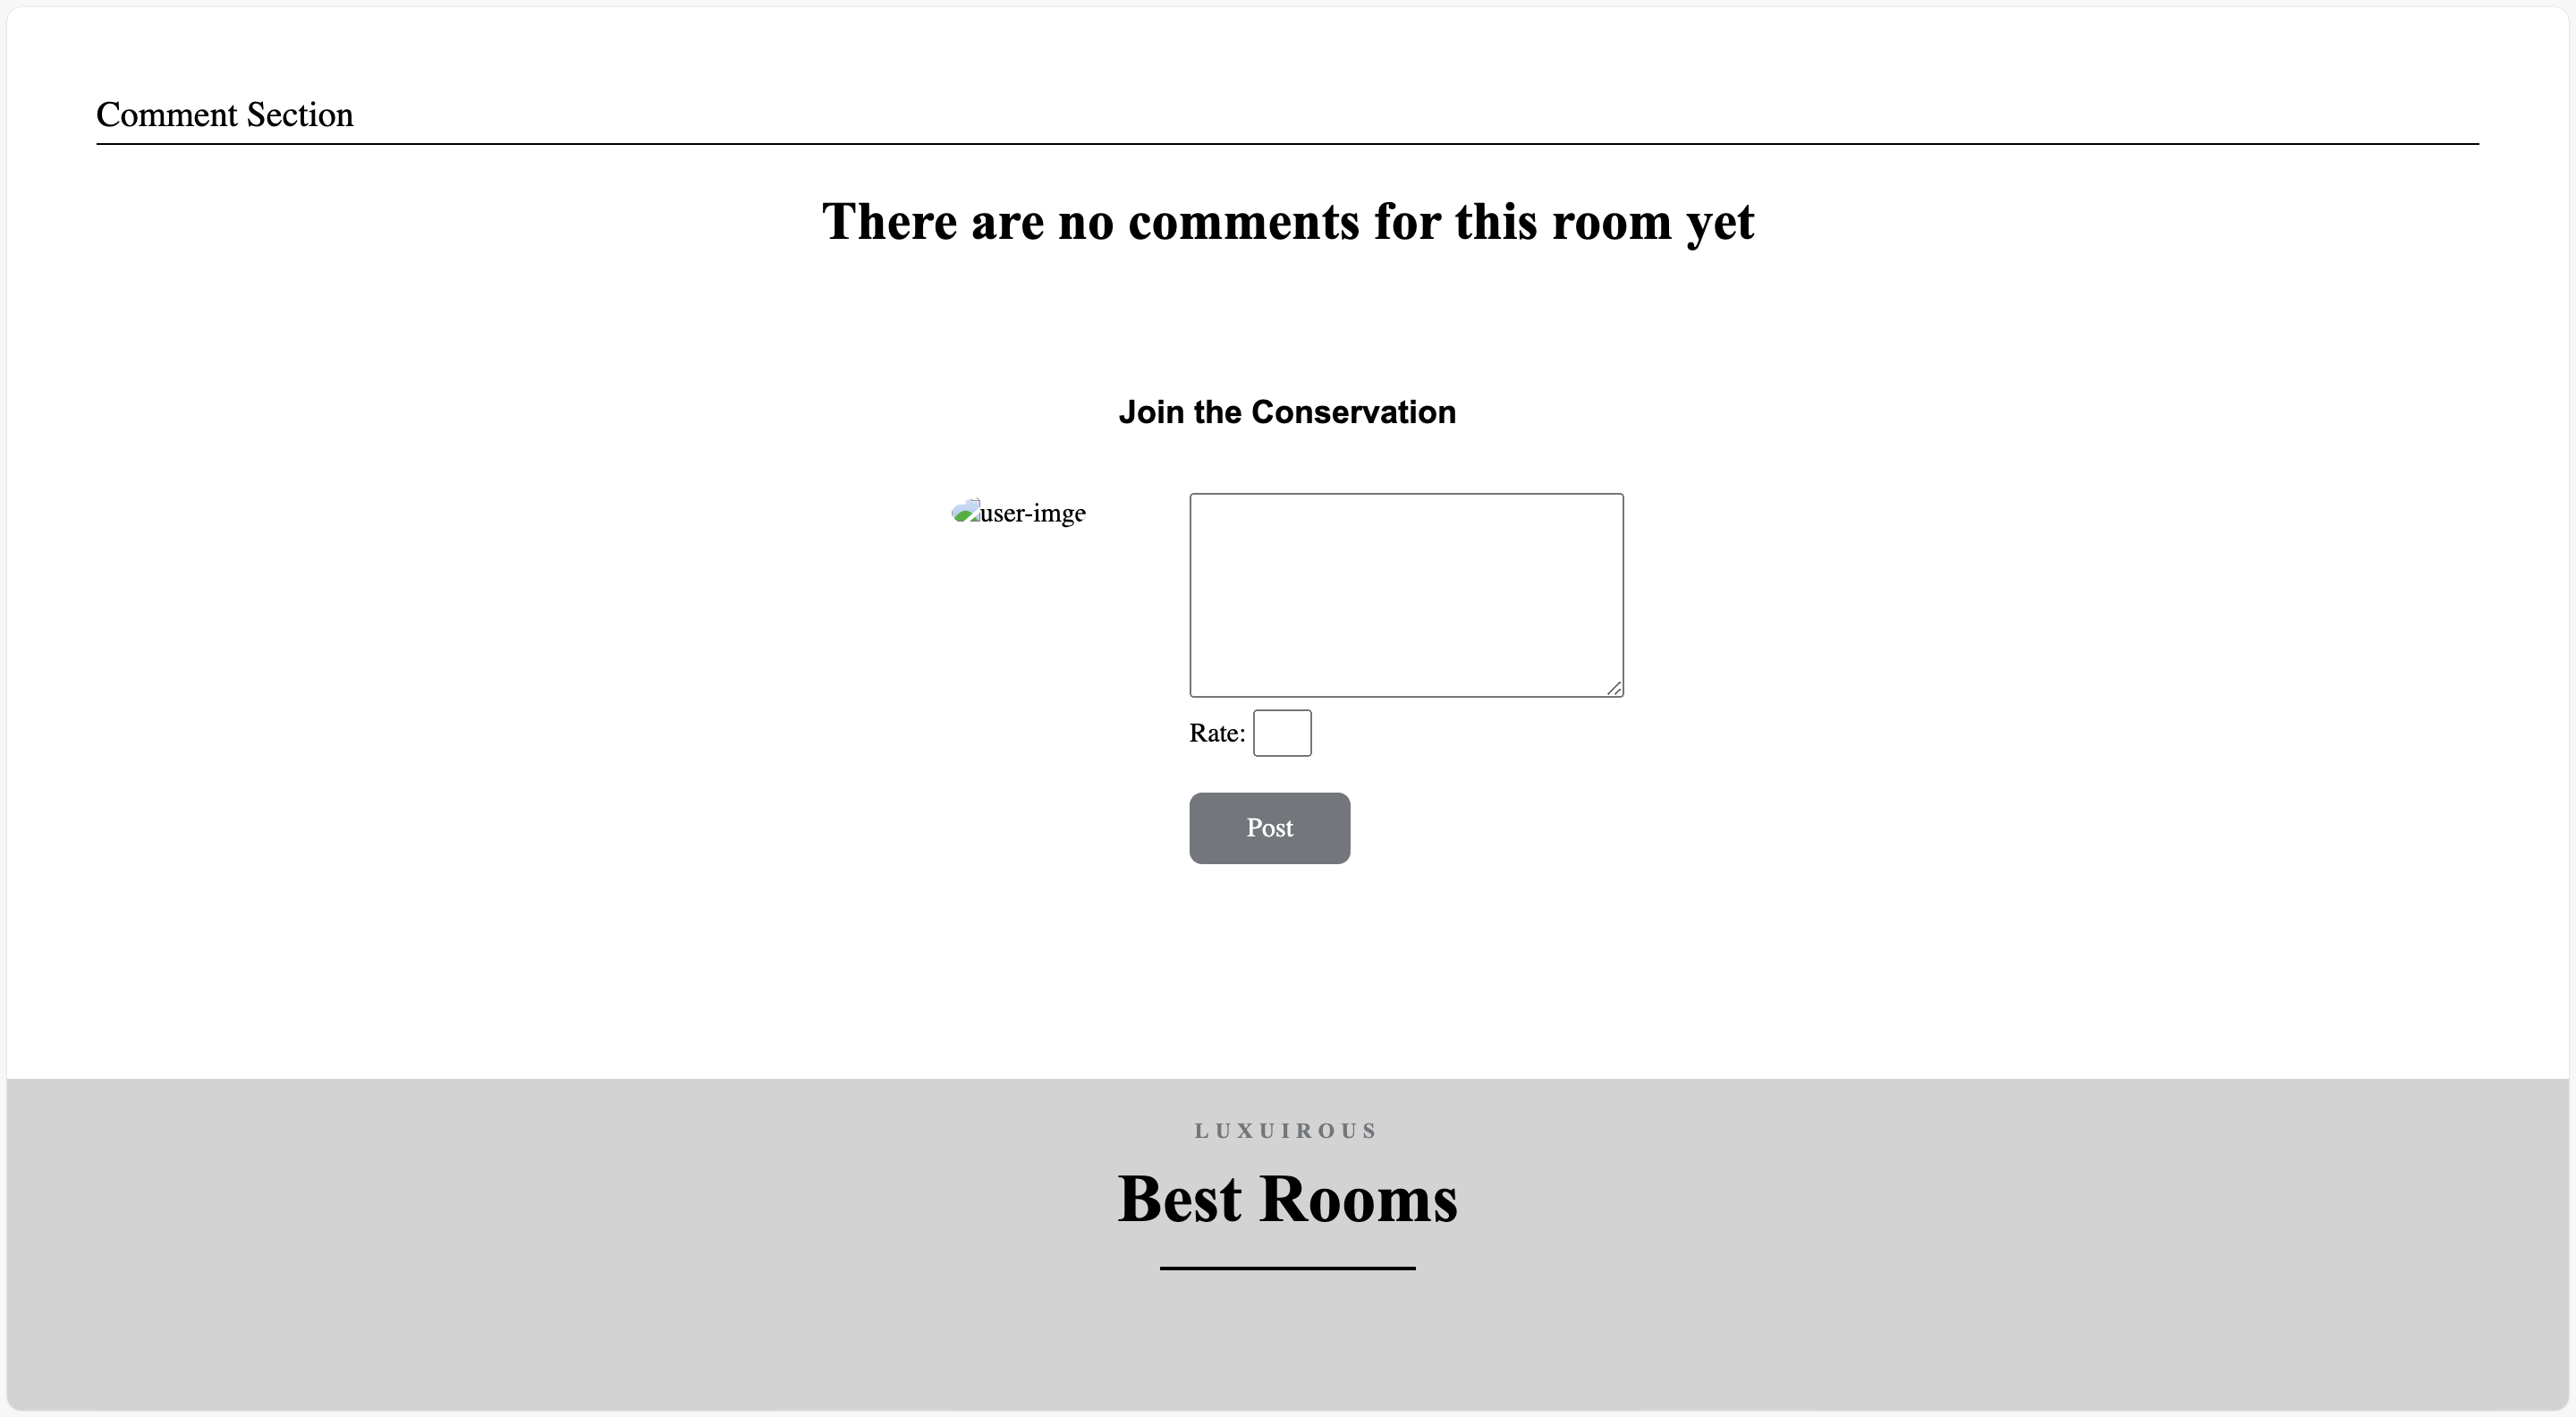 Comment Section
There are no comments for this room yet
Join the Conservation
user-imge
Rate:
Post
LUXUIROUS
Best Rooms